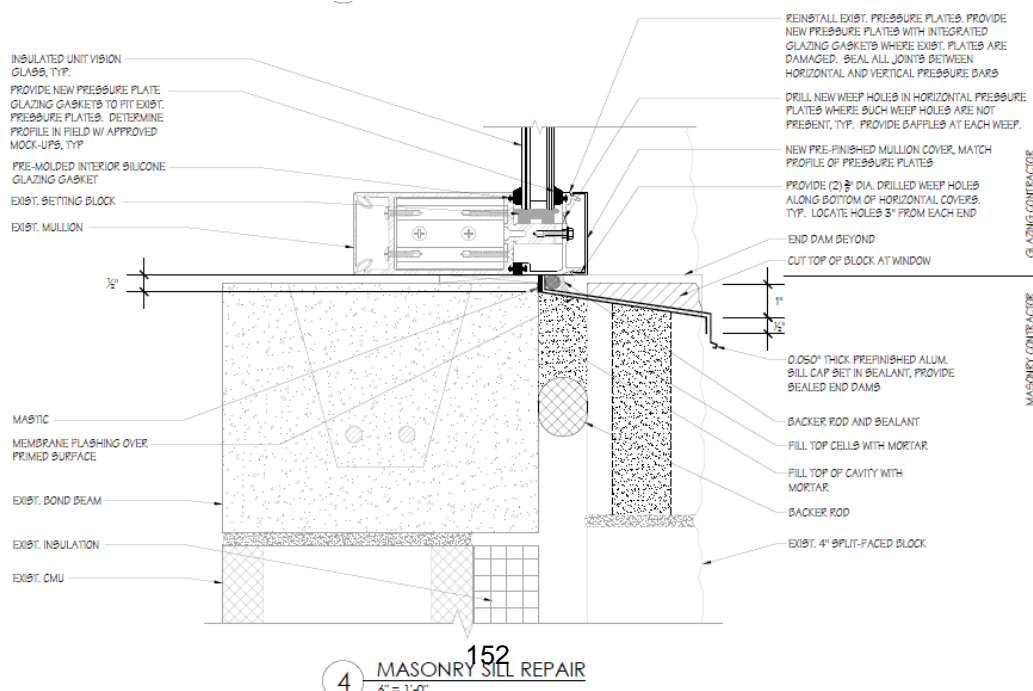 INSULATED UNIT VISION
GLASS, TYP.
PROVIDE NEW PRESSURE PLATE
GLAZING GASKETS TO FIT EXIST.
PRESSURE PLATES. DETERMINE
PROFILE IN FIELD W/ APPROVED
MOCK-UPS, TYP
PRE-MOLDED INTERIOR SILICONE
GLAZING GASKET
EXIST. SETTING BLOCK
EXIST. MULLION
½"
MASTIC
MEMBRANE FLASHING OVER
PRIMED SURFACE
EXIST. BOND BEAM
EXIST. INSULATION
EXIST. CMU
REINSTALL EXIST. PRESSURE PLATES. PROVIDE
NEW PRESSURE PLATES WITH INTEGRATED
GLAZING GASKETS WHERE EXIST. PLATES ARE
DAMAGED. SEAL ALL JOINTS BETWEEN
HORIZONTAL AND VERTICAL PRESSURE BARS
DRILL NEW WEEP HOLES IN HORIZONTAL PRESSURE
PLATES WHERE SUCH WEEP HOLES ARE NOT
PRESENT, TYP. PROVIDE BAFFLES AT EACH WEEP.
NEW PRE-FINISHED MULLION COVER, MATCH
PROFILE OF PRESSURE PLATES
PROVIDE (2) DIA. DRILLED WEEP HOLES
ALONG BOTTOM OF HORIZONTAL COVERS.
TYP. LOCATE HOLES 3" FROM EACH END
END DAM BEYOND
CUT TOP OF BLOCK AT WINDOW
1"
½"
0.050" THICK PREFINISHED ALUM.
SILL CAP SET IN SEALANT, PROVIDE
SEALED END DAMS
BACKER ROD AND SEALANT
FILL TOP CELLS WITH MORTAR
FILL TOP OF CAVITY WITH
MORTAR
BACKER ROD
EXIST. 4" SPLIT-FACED BLOCK
GLAZING CONTRACTOR
MASONRY CONTRACTOR
152
4 MASONRY SILL REPAIR
6" = 1'-0"